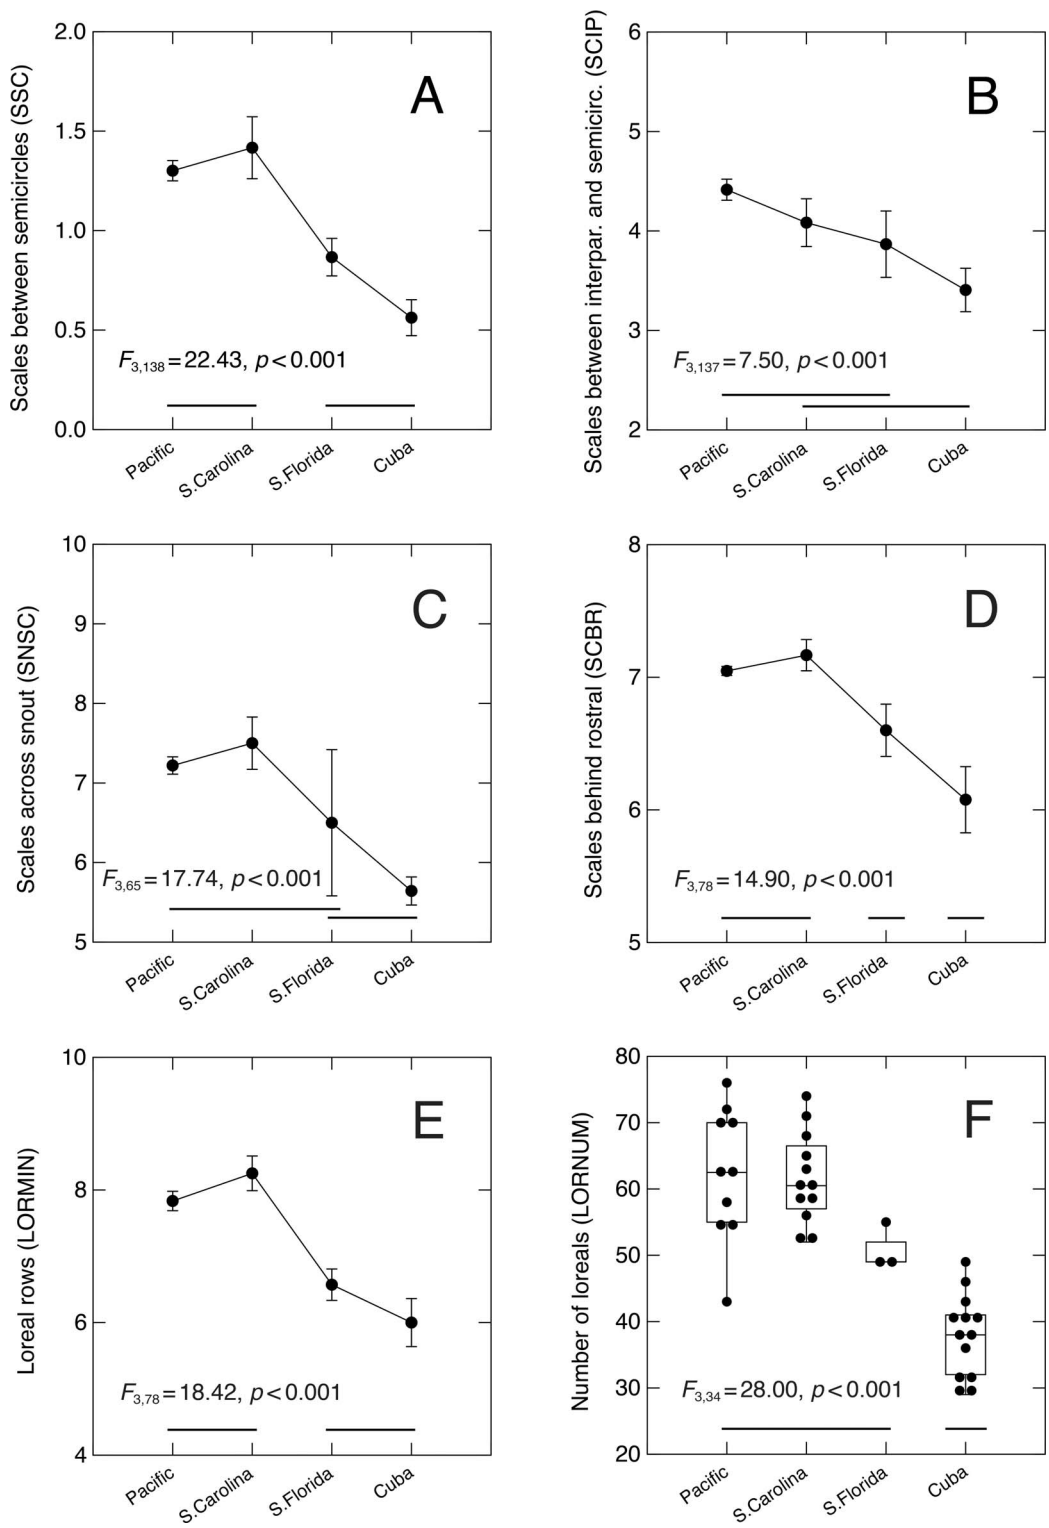 Scales between semicircles (SSC)
2.0
1.5
1.0
0.5
0.0
A
F3,138=22.43, p<0.001
Pacific
S.Carolina
S.Florida
Cuba
Scales between interpar. and semicirc. (SCIP)
6
5
4
3
2
B
F3,137=7.50, p<0.001
Pacific
S.Carolina
S.Florida
Cuba
Scales across snout (SNSC)
10
9
8
7
6
5
C
F3,65=17.74, p<0.001
Pacific
S.Carolina
S.Florida
Cuba
Scales behind rostral (SCBR)
8
7
6
5
D
F3,78=14.90, p<0.001
Pacific
S.Carolina
S.Florida
Cuba
Loreal rows (LORMIN)
10
8
6
4
E
F3,78=18.42, p<0.001
Pacific
S.Carolina
S.Florida
Cuba
Number of loreals (LORNUM)
80
70
60
50
40
30
20
F
F3,34=28.00, p<0.001
Pacific
S.Carolina
S.Florida
Cuba